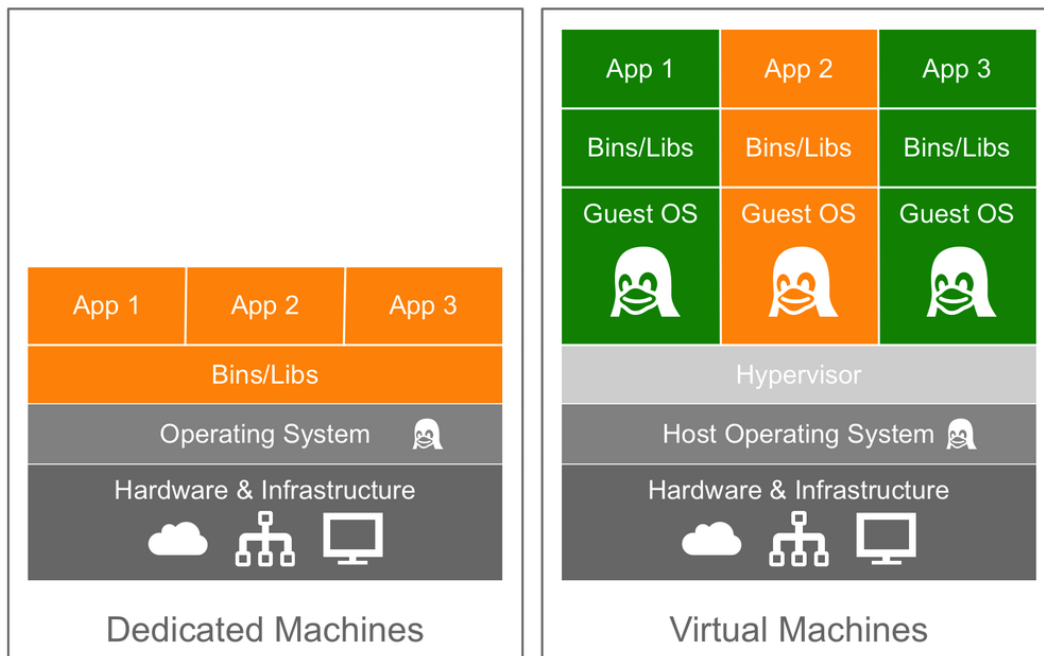 App 1
App 2
App 3
Bins/Libs
Operating System
Hardware & Infrastructure
Dedicated Machines
App 1
App 2
App 3
Bins/Libs
Bins/Libs
Bins/Libs
Guest OS
Guest OS
Guest OS
Hypervisor
Host Operating System
Hardware & Infrastructure
Virtual Machines